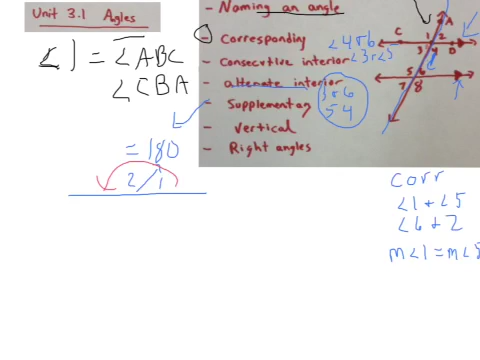 Unit 3.1 Agles
- Naming an angle
- Corresponding
- Consecutive interior
- alternate interior
- Supplementary
- Vertical
- Right angles
∠1 = ∠ABC
∠CBA
= 180
2/1
∠4 r 6
∠3 r ∠5
3 r 6
5 4
C A
1 2
3 4 D
5 6
7 8
corr
∠1 + ∠5
∠6 + 2
m∠1 = m∠5